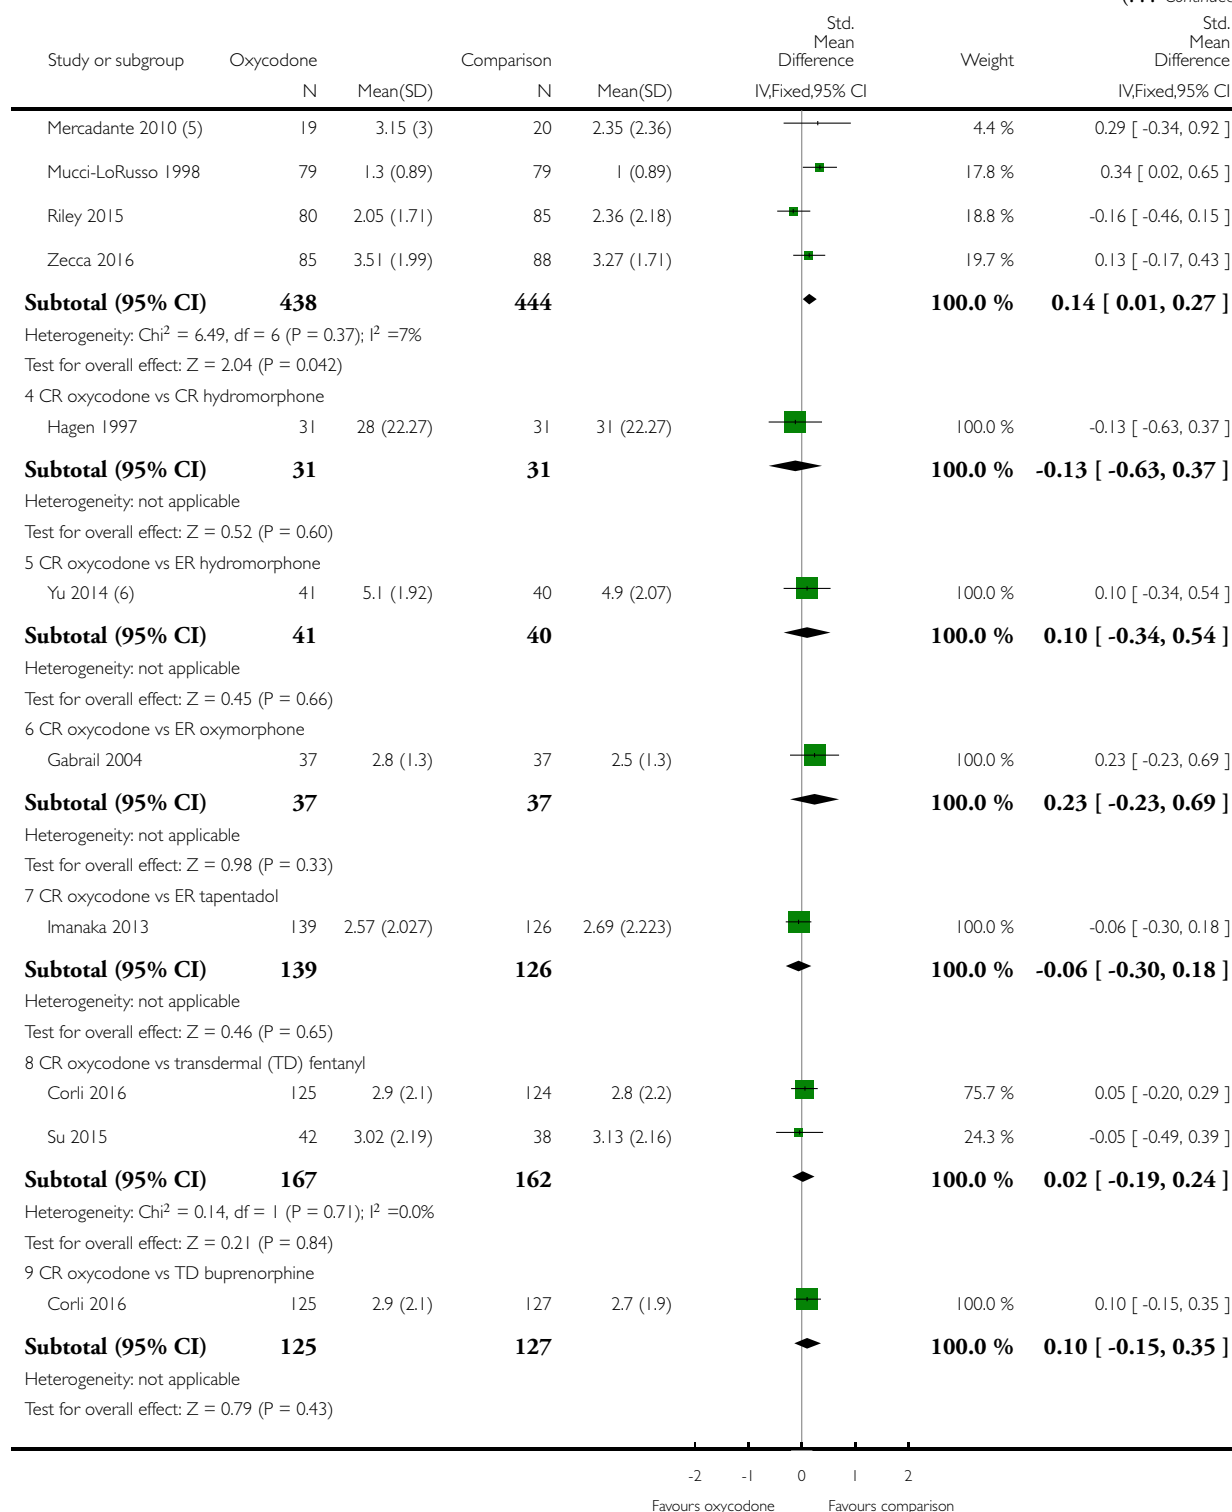 Continued
Std. Mean Difference Std. Mean Difference
Study or subgroup Oxycodone Comparison Weight
N Mean(SD) N Mean(SD) IV,Fixed,95% CI IV,Fixed,95% CI
Mercadante 2010 (5) 19 3.15 (3) 20 2.35 (2.36) 4.4 % 0.29 [ -0.34, 0.92 ]
Mucci-LoRusso 1998 79 1.3 (0.89) 79 1 (0.89) 17.8 % 0.34 [ 0.02, 0.65 ]
Riley 2015 80 2.05 (1.71) 85 2.36 (2.18) 18.8 % -0.16 [ -0.46, 0.15 ]
Zecca 2016 85 3.51 (1.99) 88 3.27 (1.71) 19.7 % 0.13 [ -0.17, 0.43 ]
Subtotal (95% CI) 438 444 100.0 % 0.14 [ 0.01, 0.27 ]
Heterogeneity: Chi² = 6.49, df = 6 (P = 0.37); I² =7%
Test for overall effect: Z = 2.04 (P = 0.042)
4 CR oxycodone vs CR hydromorphone
Hagen 1997 31 28 (22.27) 31 31 (22.27) 100.0 % -0.13 [ -0.63, 0.37 ]
Subtotal (95% CI) 31 31 100.0 % -0.13 [ -0.63, 0.37 ]
Heterogeneity: not applicable
Test for overall effect: Z = 0.52 (P = 0.60)
5 CR oxycodone vs ER hydromorphone
Yu 2014 (6) 41 5.1 (1.92) 40 4.9 (2.07) 100.0 % 0.10 [ -0.34, 0.54 ]
Subtotal (95% CI) 41 40 100.0 % 0.10 [ -0.34, 0.54 ]
Heterogeneity: not applicable
Test for overall effect: Z = 0.45 (P = 0.66)
6 CR oxycodone vs ER oxymorphone
Gabrail 2004 37 2.8 (1.3) 37 2.5 (1.3) 100.0 % 0.23 [ -0.23, 0.69 ]
Subtotal (95% CI) 37 37 100.0 % 0.23 [ -0.23, 0.69 ]
Heterogeneity: not applicable
Test for overall effect: Z = 0.98 (P = 0.33)
7 CR oxycodone vs ER tapentadol
Imanaka 2013 139 2.57 (2.027) 126 2.69 (2.223) 100.0 % -0.06 [ -0.30, 0.18 ]
Subtotal (95% CI) 139 126 100.0 % -0.06 [ -0.30, 0.18 ]
Heterogeneity: not applicable
Test for overall effect: Z = 0.46 (P = 0.65)
8 CR oxycodone vs transdermal (TD) fentanyl
Corli 2016 125 2.9 (2.1) 124 2.8 (2.2) 75.7 % 0.05 [ -0.20, 0.29 ]
Su 2015 42 3.02 (2.19) 38 3.13 (2.16) 24.3 % -0.05 [ -0.49, 0.39 ]
Subtotal (95% CI) 167 162 100.0 % 0.02 [ -0.19, 0.24 ]
Heterogeneity: Chi² = 0.14, df = 1 (P = 0.71); I² =0.0%
Test for overall effect: Z = 0.21 (P = 0.84)
9 CR oxycodone vs TD buprenorphine
Corli 2016 125 2.9 (2.1) 127 2.7 (1.9) 100.0 % 0.10 [ -0.15, 0.35 ]
Subtotal (95% CI) 125 127 100.0 % 0.10 [ -0.15, 0.35 ]
Heterogeneity: not applicable
Test for overall effect: Z = 0.79 (P = 0.43)
-2 -1 0 1 2
Favours oxycodone Favours comparison